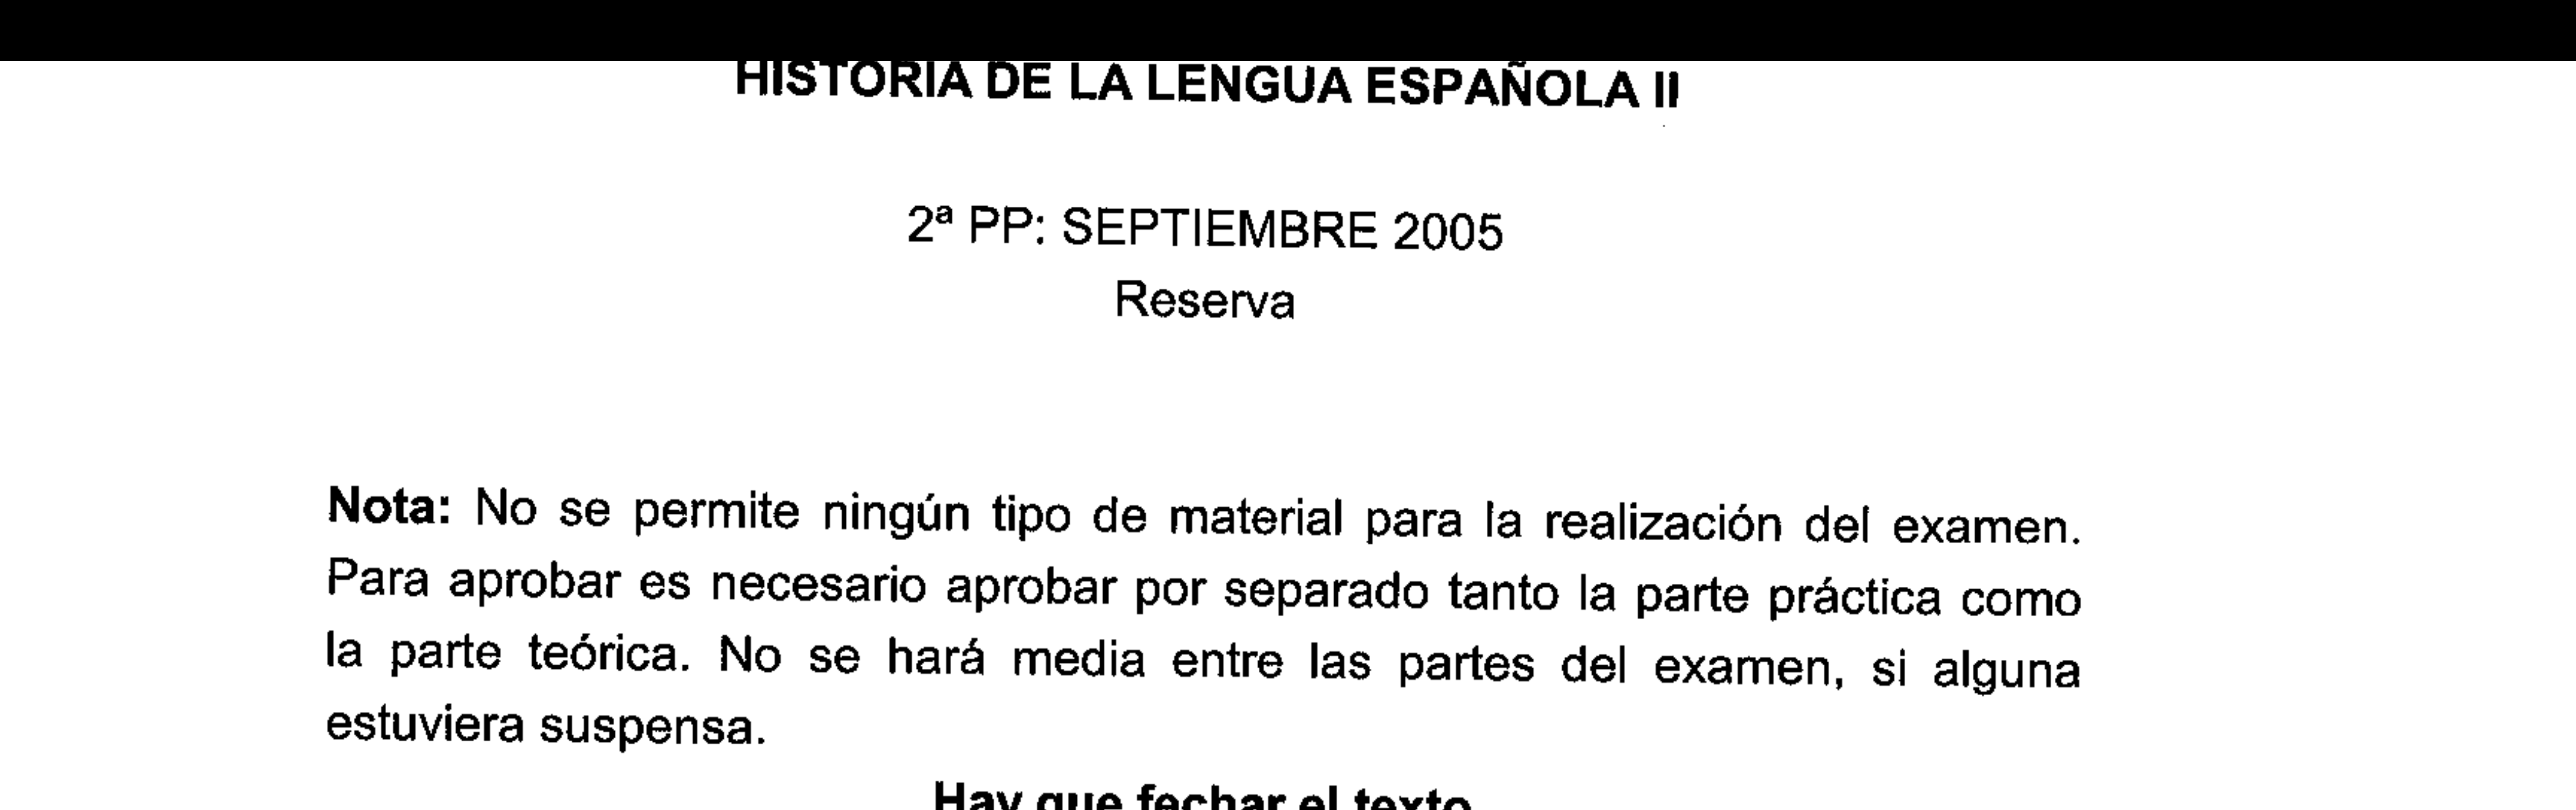 HISTORIA DE LA LENGUA ESPAÑOLA II
2ª PP: SEPTIEMBRE 2005
Reserva
Nota: No se permite ningún tipo de material para la realización del examen.
Para aprobar es necesario aprobar por separado tanto la parte práctica como
la parte teórica. No se hará media entre las partes del examen, si alguna
estuviera suspensa.
Hay que fechar el texto